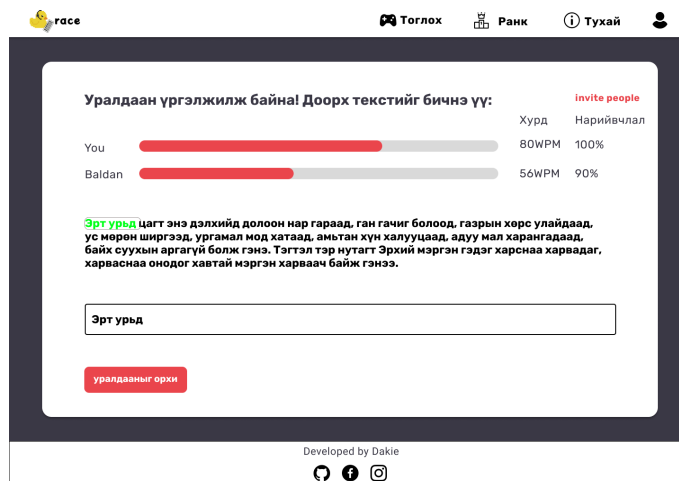 race
Тоглох
Ранк
Тухай
Уралдаан үргэлжилж байна! Доорх текстийг бичнэ үү:
invite people
Хурд
Нарийвчлал
You
80WPM
100%
Baldan
56WPM
90%
Эрт урьд цагт энэ дэлхийд долоон нар гараад, ган гачиг болоод, газрын хөрс улайдаад,
ус мөрөн ширгээд, ургамал мод хатаад, амьтан хүн халууцаад, адуу мал харангадаад,
байх суухын аргагүй болж гэнэ. Тэгтэл тэр нутагт Эрхий мэргэн гэдэг харснаа харвадаг,
харваснаа онодог хавтай мэргэн харваач байж гэнээ.
Эрт урьд
уралдааныг орхи
Developed by Dakie